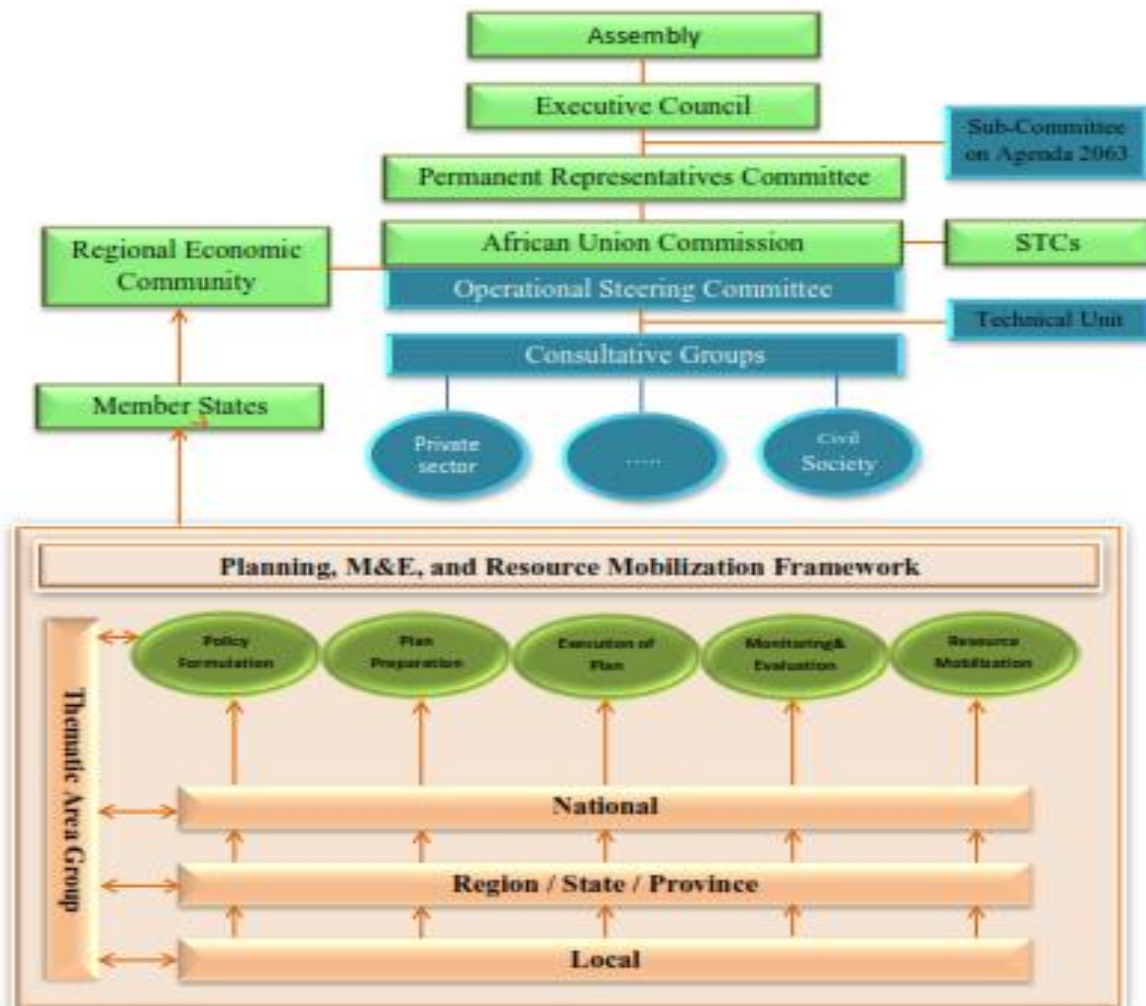 Assembly
Executive Council
Sub-Committee
on Agenda 2063
Permanent Representatives Committee
Regional Economic
Community
African Union Commission
STCs
Operational Steering Committee
Technical Unit
Consultative Groups
Member States
Private
sector
.....
Civil
Society
Planning, M&E, and Resource Mobilization Framework
Thematic Area Group
Policy
Formulation
Plan
Preparation
Execution of
Plan
Monitoring&
Evaluation
Resource
Mobilization
National
Region / State / Province
Local